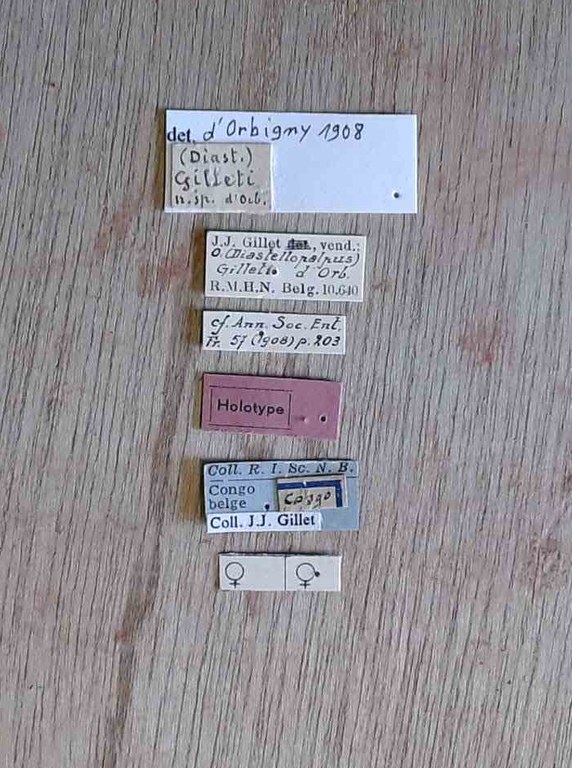 det, d'Orbigny 1908
(Diast.)
Gilleti
n.sp. d'Orb.
J.J. Gillet det., vend.:
O. (Diastellopalpus)
Gilleti d'Orb.
R.M.H.N. Belg. 10.640
cf. Ann. Soc. Ent.
Fr. 57 (1908) p. 203
Holotype
Coll. R. I. Sc. N. B.
Congo
belge
Congo
Coll. J.J. Gillet
♀ ♀